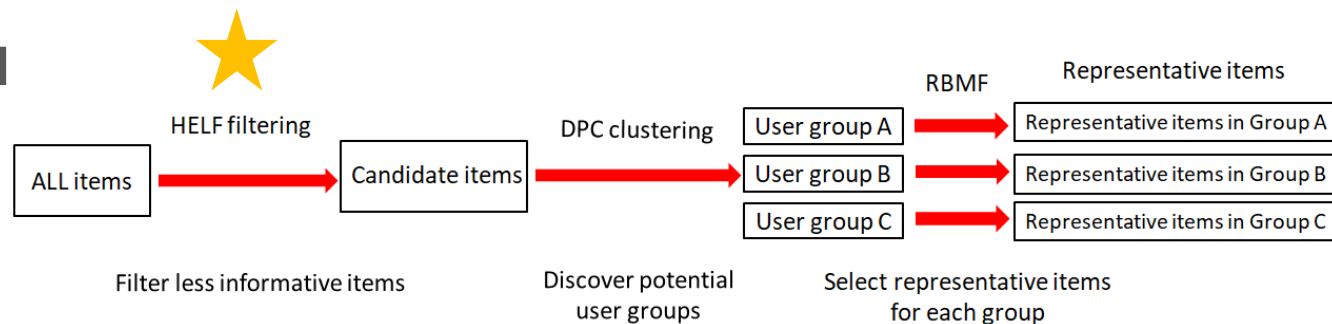 HELF filtering
ALL items
Candidate items
Filter less informative items
DPC clustering
Discover potential
user groups
User group A
User group B
User group C
RBMF
Select representative items
for each group
Representative items
Representative items in Group A
Representative items in Group B
Representative items in Group C